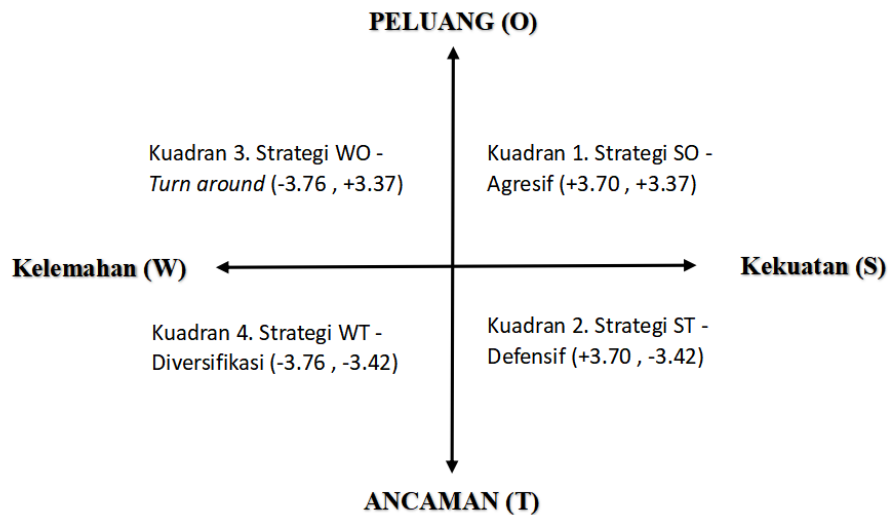 PELUANG (O)
Kuadran 3. Strategi WO -
Turn around (-3.76 , +3.37)
Kuadran 1. Strategi SO -
Agresif (+3.70 , +3.37)
Kelemahan (W)
Kekuatan (S)
Kuadran 4. Strategi WT -
Diversifikasi (-3.76 , -3.42)
Kuadran 2. Strategi ST -
Defensif (+3.70 , -3.42)
ANCAMAN (T)